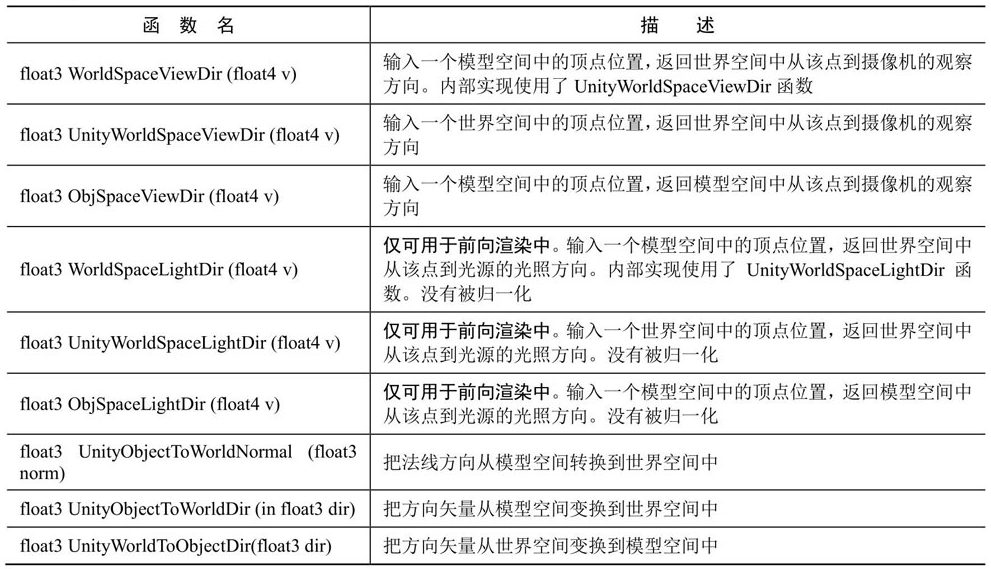 函 数 名
描 述
float3 WorldSpaceViewDir (float4 v)
输入一个模型空间中的顶点位置，返回世界空间中从该点到摄像机的观察
方向。内部实现使用了 UnityWorldSpaceViewDir 函数
float3 UnityWorldSpaceViewDir (float4 v)
输入一个世界空间中的顶点位置，返回世界空间中从该点到摄像机的观察
方向
float3 ObjSpaceViewDir (float4 v)
输入一个模型空间中的顶点位置，返回模型空间中从该点到摄像机的观察
方向
float3 WorldSpaceLightDir (float4 v)
仅可用于前向渲染中。输入一个模型空间中的顶点位置，返回世界空间中
从该点到光源的光照方向。内部实现使用了 UnityWorldSpaceLightDir 函
数。没有被归一化
float3 UnityWorldSpaceLightDir (float4 v)
仅可用于前向渲染中。输入一个世界空间中的顶点位置，返回世界空间中
从该点到光源的光照方向。没有被归一化
float3 ObjSpaceLightDir (float4 v)
仅可用于前向渲染中。输入一个模型空间中的顶点位置，返回模型空间中
从该点到光源的光照方向。没有被归一化
float3 UnityObjectToWorldNormal (float3
norm)
把法线方向从模型空间转换到世界空间中
float3 UnityObjectToWorldDir (in float3 dir)
把方向矢量从模型空间变换到世界空间中
float3 UnityWorldToObjectDir(float3 dir)
把方向矢量从世界空间变换到模型空间中